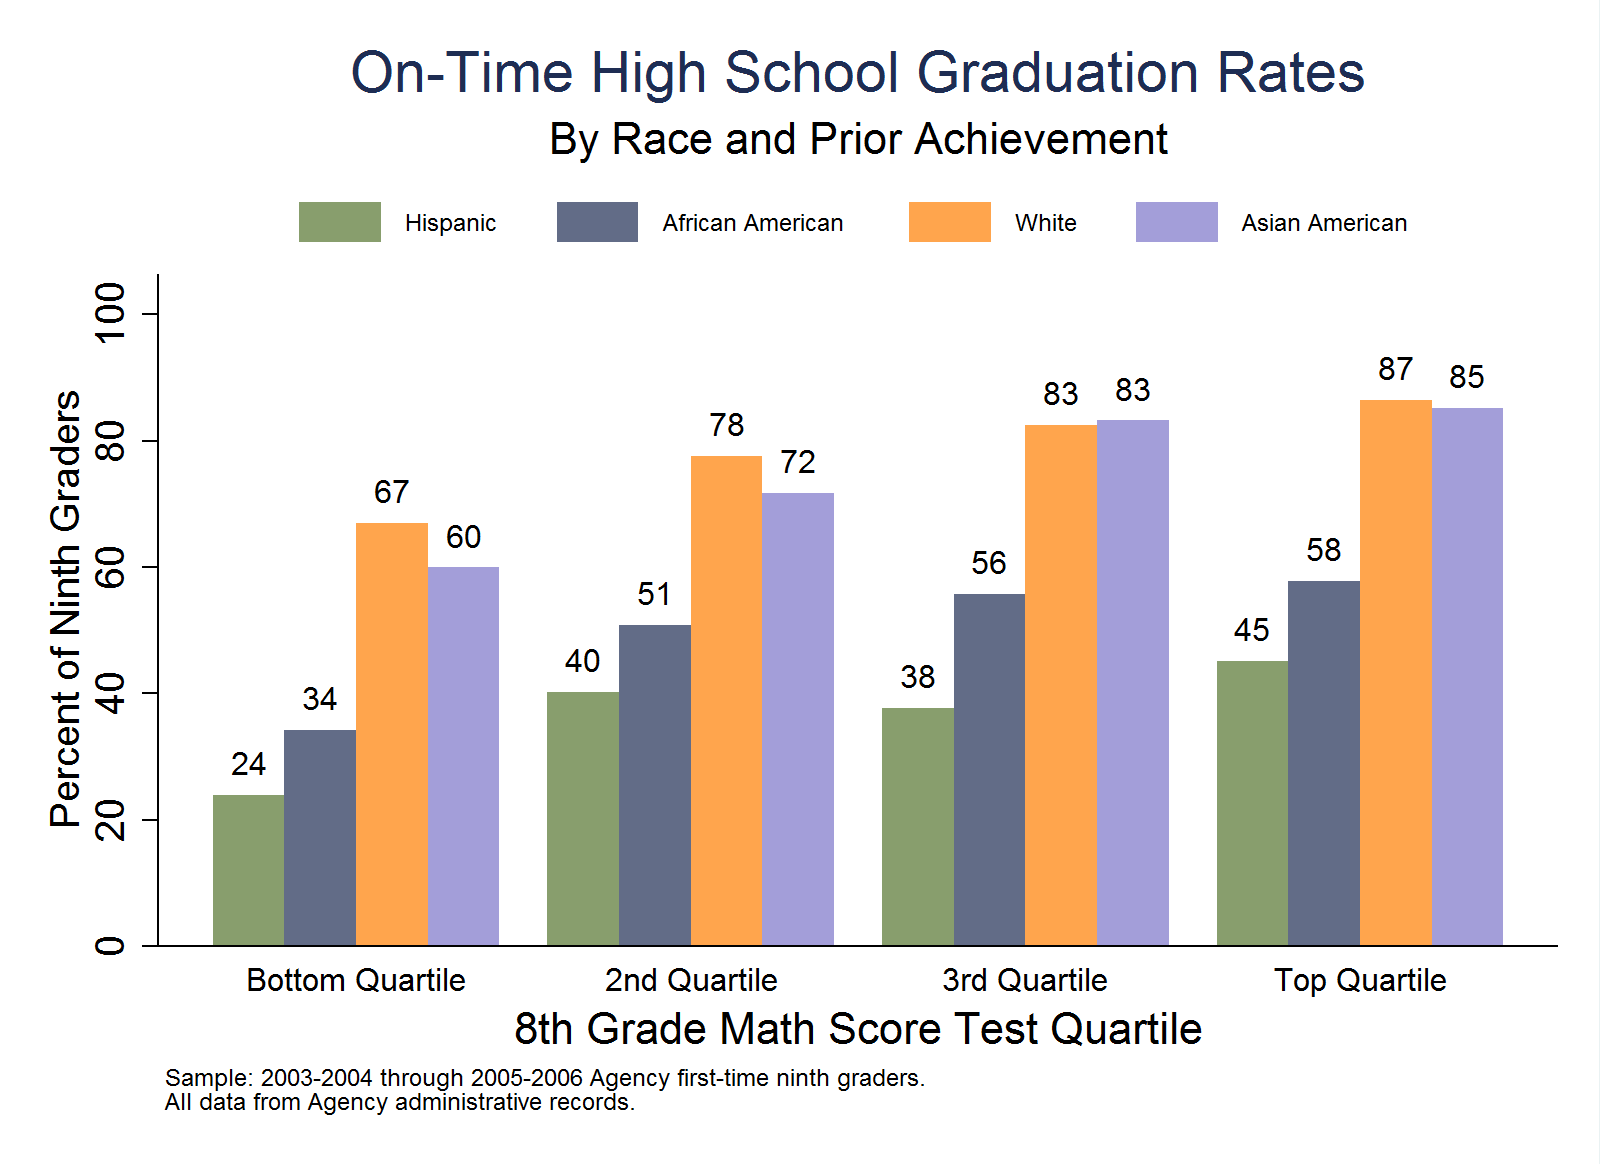 On-Time High School Graduation Rates
By Race and Prior Achievement
Hispanic African American White Asian American
Percent of Ninth Graders
100
80
60
40
20
0
24 34 67 60
40 51 78 72
38 56 83 83
45 58 87 85
Bottom Quartile 2nd Quartile 3rd Quartile Top Quartile
8th Grade Math Score Test Quartile
Sample: 2003-2004 through 2005-2006 Agency first-time ninth graders.
All data from Agency administrative records.